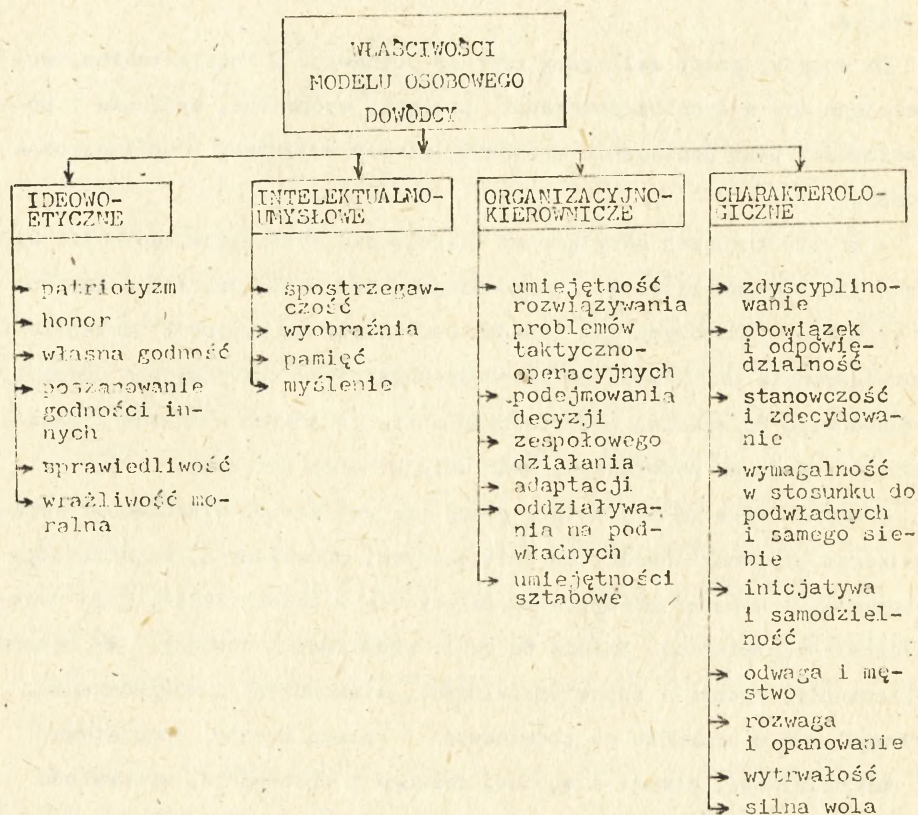 WŁAŚCIWOŚCI
MODELU OSOBOWEGO
DOWÓDCY
IDEOWO-
ETYCZNE
patriotyzm
honor
własna godność
poszanowanie
godności in-
nych
sprawiedliwość
wrażliwość mo-
ralna
INTELEKTUALNO-
UMYSŁOWE
spostrzegaw-
czość
wyobraźnia
pamięć
myślenie
ORGANIZACYJNO-
KIEROWNICZE
umiejętność
rozwiązywania
problemów
taktyczno-
operacyjnych
podejmowania
decyzji
zespołowego
działania
adaptacji
oddziaływa-
nia na pod-
władnych
umiejętności
sztabowe
CHARAKTEROLO-
GICZNE
zdyscyplino-
wanie
obowiązek
i odpowie-
dzialność
stanowczość
i zdecydowa-
nie
wymagalność
w stosunku do
podwładnych
i samego sie-
bie
inicjatywa
i samodziel-
ność
odwaga i mę-
stwo
rozwaga
i opanowanie
wytrwałość
silna wola